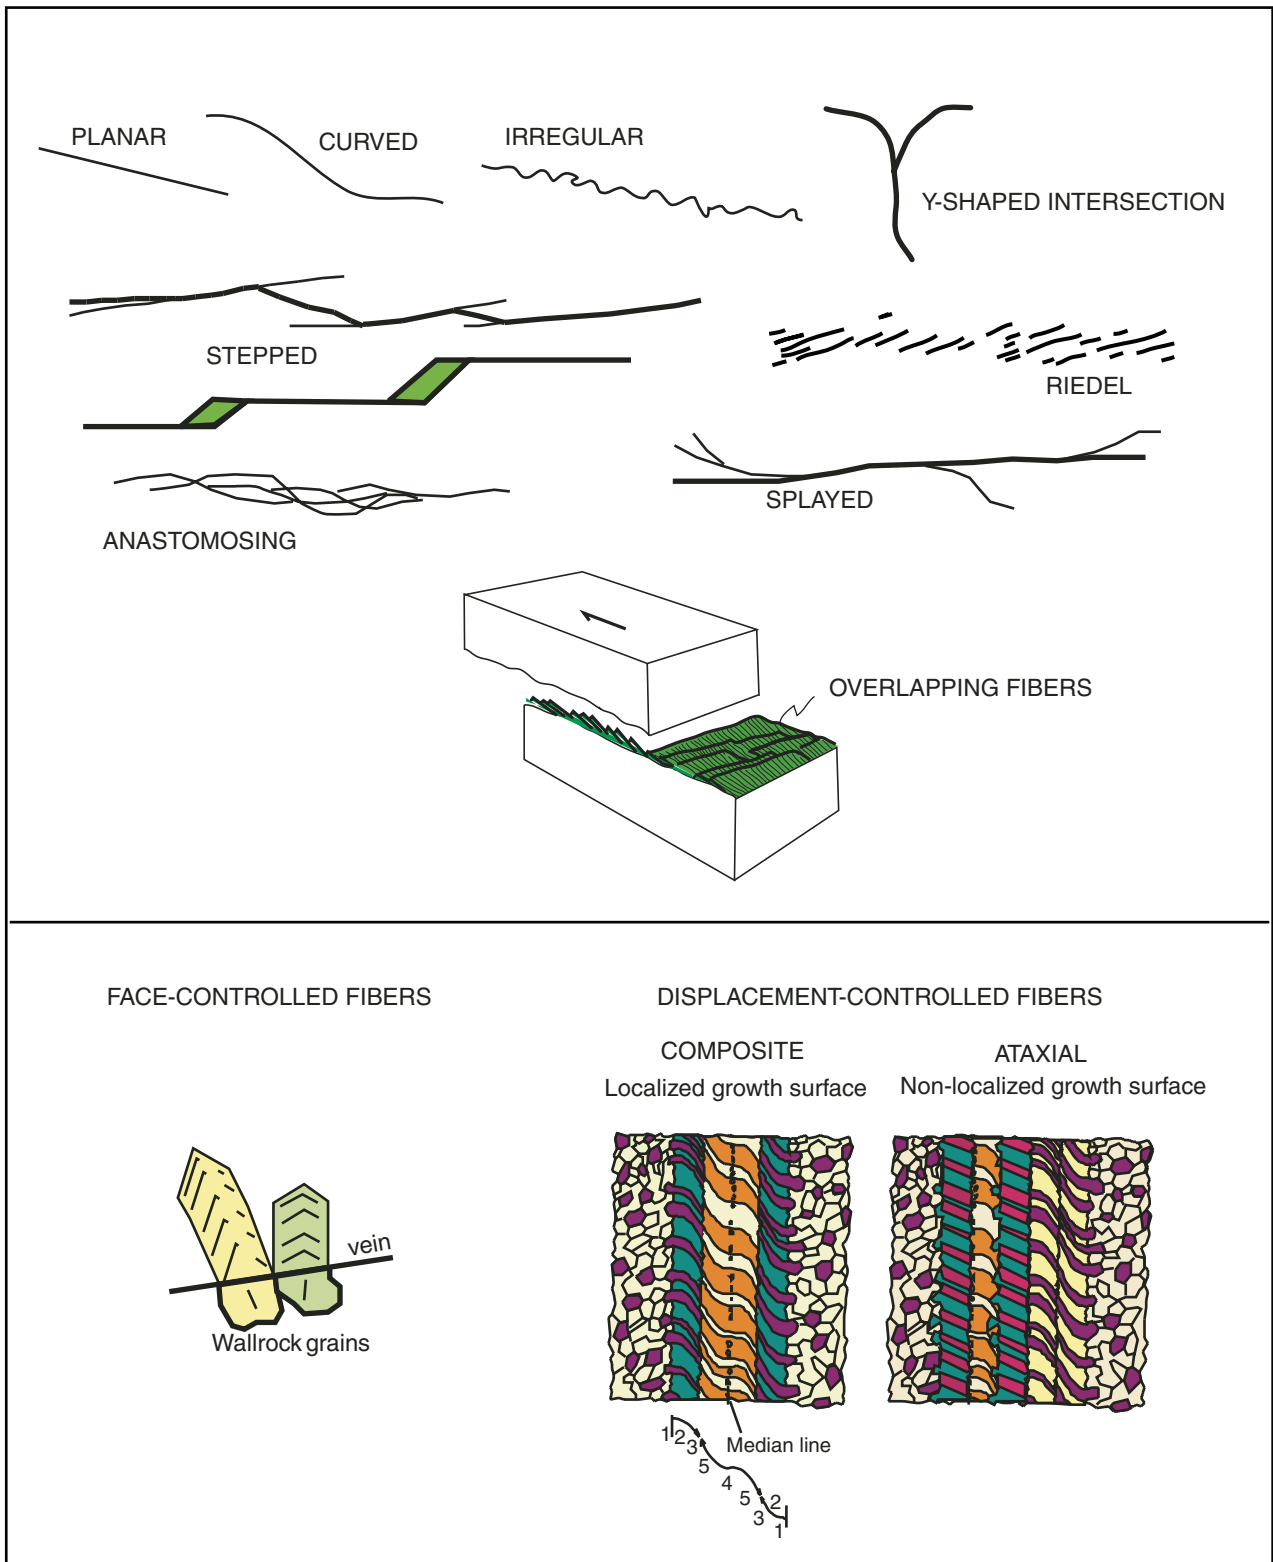 PLANAR
CURVED
IRREGULAR
Y-SHAPED INTERSECTION
STEPPED
RIEDEL
SPLAYED
ANASTOMOSING
OVERLAPPING FIBERS
FACE-CONTROLLED FIBERS
DISPLACEMENT-CONTROLLED FIBERS
COMPOSITE
Localized growth surface
ATAXIAL
Non-localized growth surface
vein
Wallrock grains
Median line
1
2
3
5
4
5
2
3
1